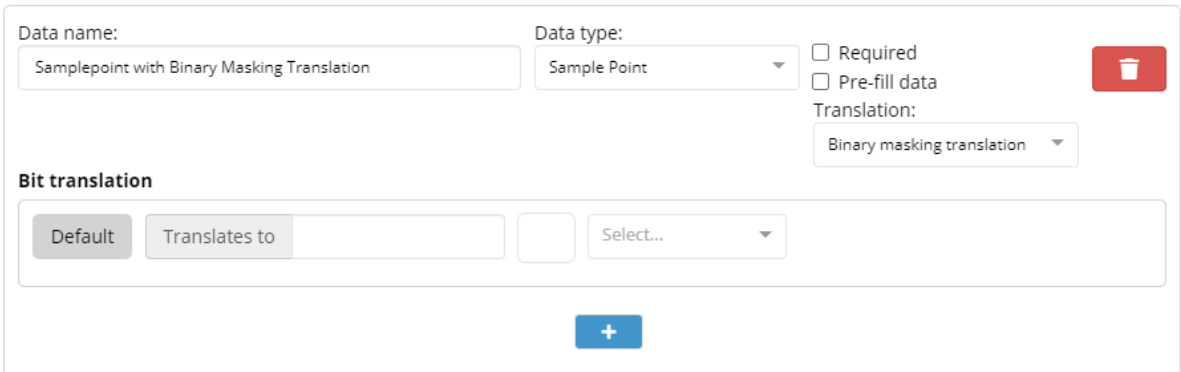 Data name:
Data type:
Samplepoint with Binary Masking Translation
Sample Point
Required
Pre-fill data
Translation:
Binary masking translation
Bit translation
Default
Translates to
Select...
+